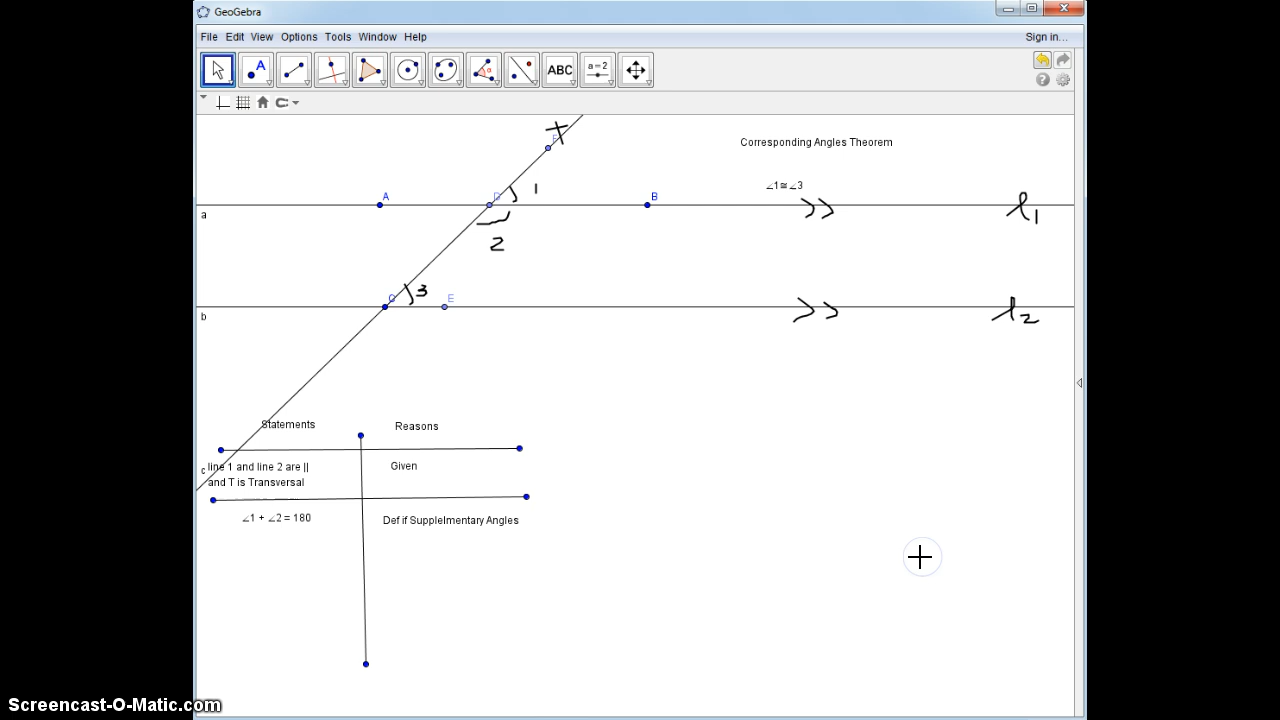 GeoGebra
File Edit View Options Tools Window Help Sign in...
A ABC a=2
Corresponding Angles Theorem
∠1≅∠3
A D B
1
a
l1
2
C 3 E
b
l2
Statements Reasons
c
line 1 and line 2 are || Given
and T is Transversal
∠1 + ∠2 = 180 Def if Supplelmentary Angles
Screencast-O-Matic.com